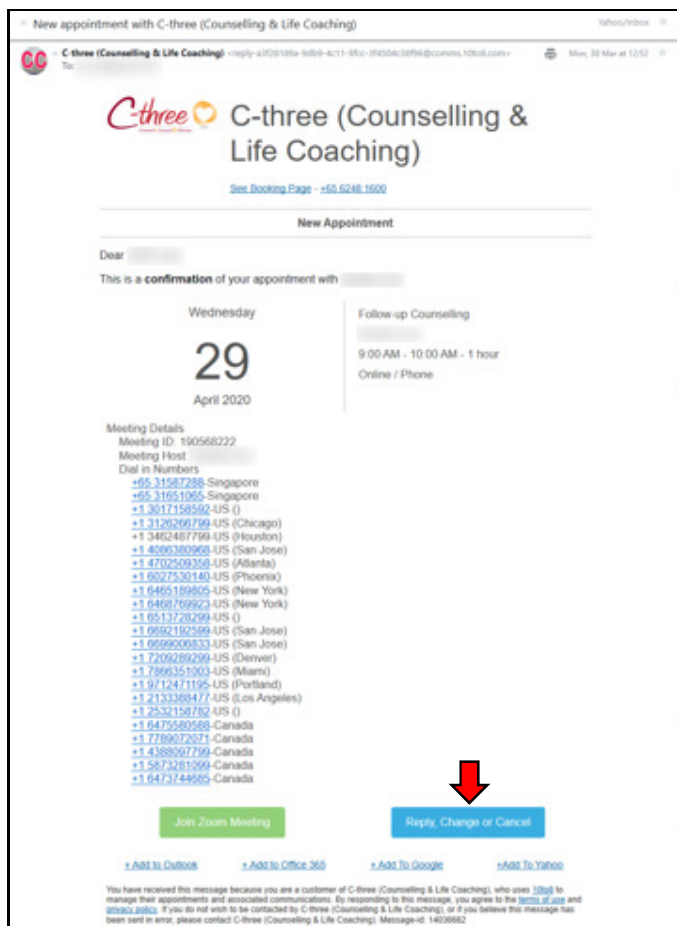 New appointment with C-three (Counselling & Life Coaching)
Yahoo/Inbox
CC
C-three (Counselling & Life Coaching)
Mon, 30 Mar at 12:52
To:
C-three
C-three (Counselling &
Life Coaching)
See Booking Page - +65 6248 1600
New Appointment
Dear
This is a confirmation of your appointment with
Wednesday
29
April 2020
Follow-up Counselling
9:00 AM - 10:00 AM - 1 hour
Online / Phone
Meeting Details
Meeting ID: 190568222
Meeting Host
Dial in Numbers
+65 31587288-Singapore
+65 31651065-Singapore
+1 3017158592-US ()
+1 3126266799-US (Chicago)
+1 3462487799-US (Houston)
+1 4086380968-US (San Jose)
+1 4702509358-US (Atlanta)
+1 6027530140-US (Phoenix)
+1 6465189805-US (New York)
+1 6468769923-US (New York)
+1 6513728299-US ()
+1 6692192599-US (San Jose)
+1 6699006833-US (San Jose)
+1 7209289299-US (Denver)
+1 7866351003-US (Miami)
+1 9712471195-US (Portland)
+1 2133388477-US (Los Angeles)
+1 2532158782-US ()
+1 6475580588-Canada
+1 7789072071-Canada
+1 4388097799-Canada
+1 5873281099-Canada
+1 6473744685-Canada
Join Zoom Meeting
Reply, Change or Cancel
+ Add to Outlook
+ Add to Office 365
+ Add To Google
+Add To Yahoo
You have received this message because you are a customer of C-three (Counselling & Life Coaching), who uses 10to8 to
manage their appointments and associated communications. By responding to this message, you agree to the terms of use and
privacy policy. If you do not wish to be contacted by C-three (Counselling & Life Coaching), or if you believe this message has
been sent in error, please contact C-three (Counselling & Life Coaching). Message-id: 14036682